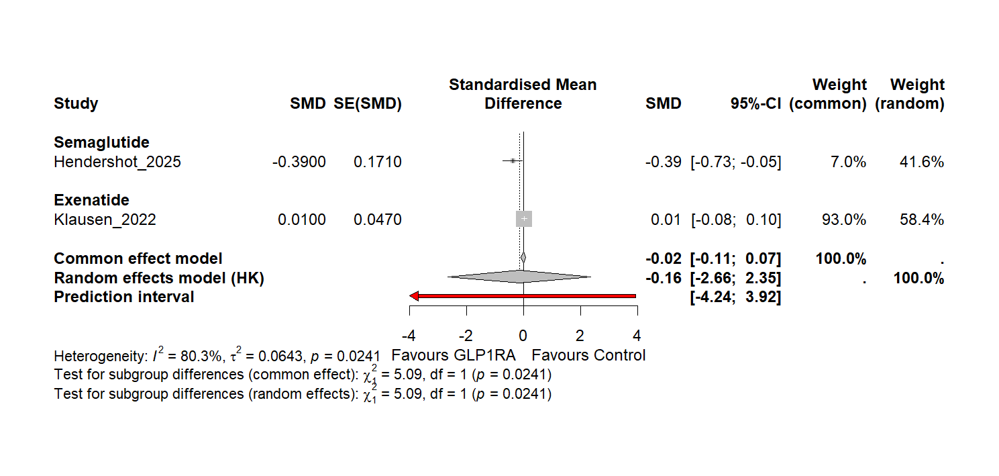 Standardised Mean Weight Weight
Study SMD SE(SMD) Difference SMD 95%-CI (common) (random)
Semaglutide
Hendershot_2025 -0.3900 0.1710 -0.39 [-0.73; -0.05] 7.0% 41.6%
Exenatide
Klausen_2022 0.0100 0.0470 0.01 [-0.08; 0.10] 93.0% 58.4%
Common effect model -0.02 [-0.11; 0.07] 100.0% .
Random effects model (HK) -0.16 [-2.66; 2.35] . 100.0%
Prediction interval [-4.24; 3.92]
-4 -2 0 2 4
Heterogeneity: I² = 80.3%, τ² = 0.0643, p = 0.0241 Favours GLP1RA Favours Control
Test for subgroup differences (common effect): χ²₁ = 5.09, df = 1 (p = 0.0241)
Test for subgroup differences (random effects): χ²₁ = 5.09, df = 1 (p = 0.0241)